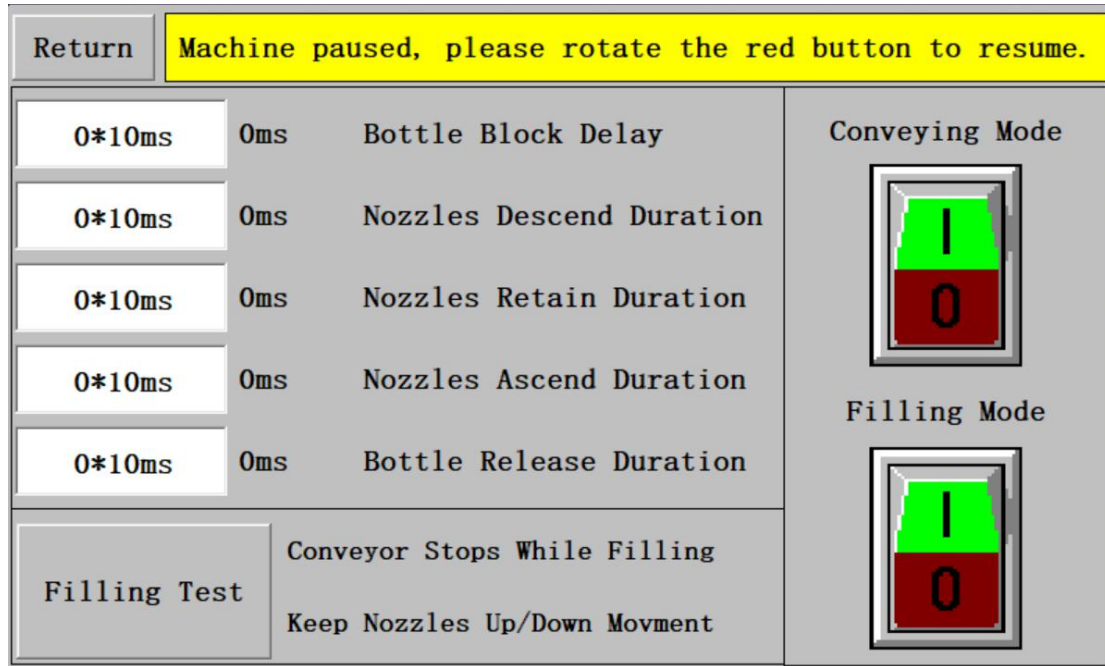 Return
Machine paused, please rotate the red button to resume.
0*10ms 0ms Bottle Block Delay
0*10ms 0ms Nozzles Descend Duration
0*10ms 0ms Nozzles Retain Duration
0*10ms 0ms Nozzles Ascend Duration
0*10ms 0ms Bottle Release Duration
Filling Test
Conveyor Stops While Filling
Keep Nozzles Up/Down Movment
Conveying Mode
I
0
Filling Mode
I
0